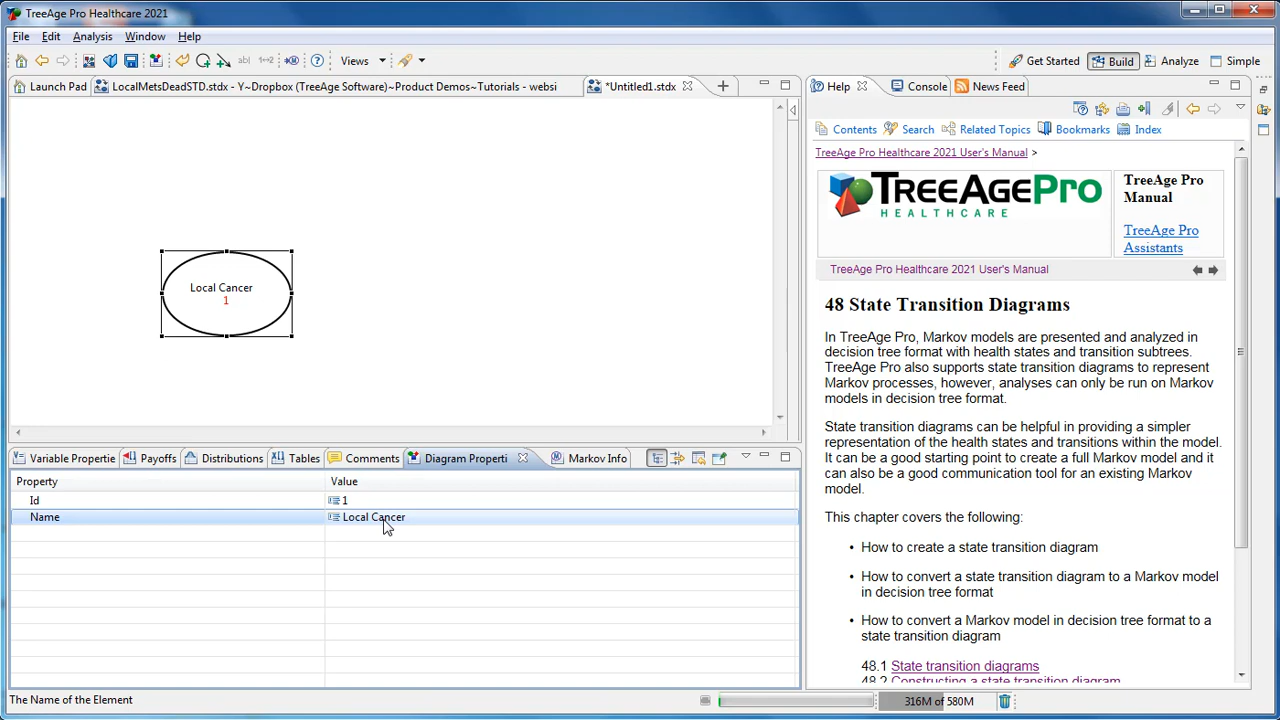 TreeAge Pro Healthcare 2021
File Edit Analysis Window Help
ab| Views Get Started Build Analyze Simple
Launch Pad LocalMetsDeadSTD.stdx - Y~Dropbox (TreeAge Software)~Product Demos~Tutorials - websi *Untitled1.stdx
Help Console News Feed
Contents Search Related Topics Bookmarks Index
TreeAge Pro Healthcare 2021 User's Manual >
TREEAGEPRO
HEALTHCARE
TreeAge Pro
Manual
TreeAge Pro
Assistants
TreeAge Pro Healthcare 2021 User's Manual
Local Cancer
1
48 State Transition Diagrams
In TreeAge Pro, Markov models are presented and analyzed in
decision tree format with health states and transition subtrees.
TreeAge Pro also supports state transition diagrams to represent
Markov processes, however, analyses can only be run on Markov
models in decision tree format.
State transition diagrams can be helpful in providing a simpler
representation of the health states and transitions within the model.
It can be a good starting point to create a full Markov model and it
can also be a good communication tool for an existing Markov
model.
This chapter covers the following:
• How to create a state transition diagram
• How to convert a state transition diagram to a Markov model
in decision tree format
• How to convert a Markov model in decision tree format to a
state transition diagram
48.1 State transition diagrams
48.2 Constructing a state transition diagram
Variable Propertie Payoffs Distributions Tables Comments Diagram Properti Markov Info
Property Value
Id 1
Name Local Cancer
The Name of the Element
316M of 580M